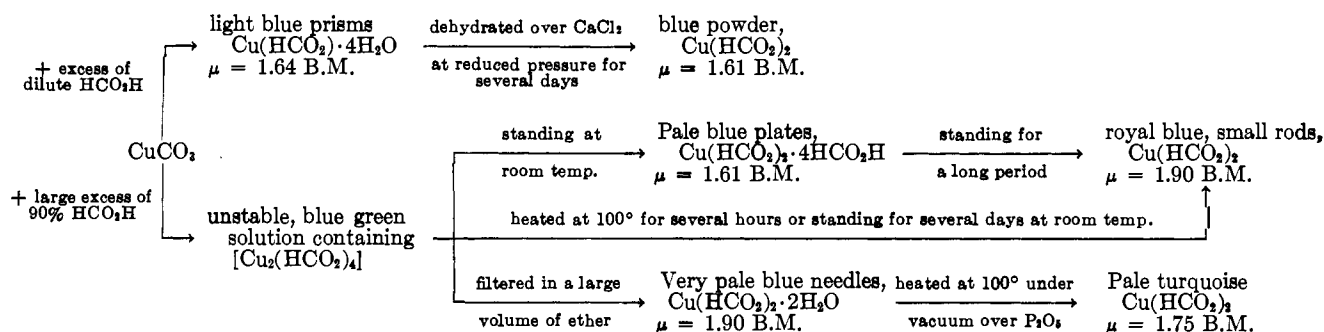 light blue prisms
Cu(HCO₂)·4H₂O
μ = 1.64 B.M.
dehydrated over CaCl₂
at reduced pressure for
several days
blue powder,
Cu(HCO₂)₂
μ = 1.61 B.M.
+ excess of
dilute HCO₂H
CuCO₃
+ large excess of
90% HCO₂H
standing at
room temp.
Pale blue plates,
Cu(HCO₂)₂·4HCO₂H
μ = 1.61 B.M.
standing for
a long period
royal blue, small rods,
Cu(HCO₂)₂
μ = 1.90 B.M.
unstable, blue green
solution containing
[Cu₂(HCO₂)₄]
heated at 100° for several hours or standing for several days at room temp.
filtered in a large
volume of ether
Very pale blue needles,
Cu(HCO₂)₂·2H₂O
μ = 1.90 B.M.
heated at 100° under
vacuum over P₂O₅
Pale turquoise
Cu(HCO₂)₂
μ = 1.75 B.M.